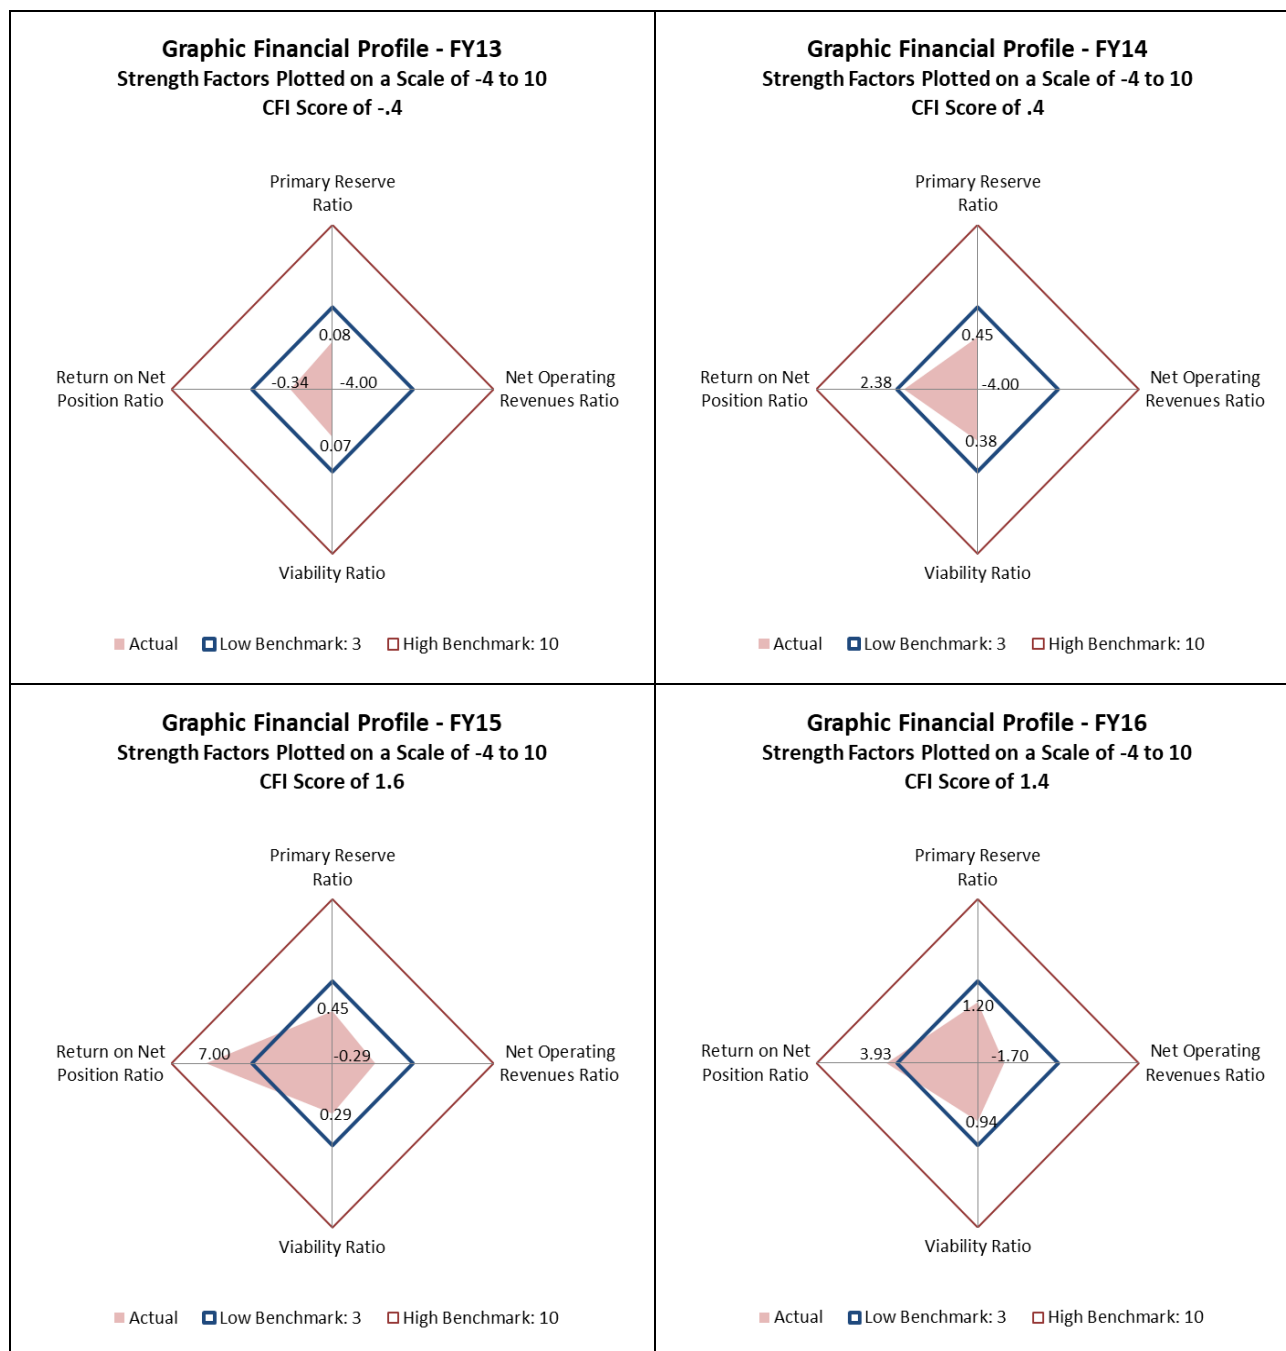 Graphic Financial Profile - FY13
Strength Factors Plotted on a Scale of -4 to 10
CFI Score of -.4
Primary Reserve
Ratio
0.08
Return on Net
Position Ratio
-0.34
-4.00
Net Operating
Revenues Ratio
0.07
Viability Ratio
Actual
Low Benchmark: 3
High Benchmark: 10
Graphic Financial Profile - FY14
Strength Factors Plotted on a Scale of -4 to 10
CFI Score of .4
Primary Reserve
Ratio
0.45
Return on Net
Position Ratio
2.38
-4.00
Net Operating
Revenues Ratio
0.38
Viability Ratio
Actual
Low Benchmark: 3
High Benchmark: 10
Graphic Financial Profile - FY15
Strength Factors Plotted on a Scale of -4 to 10
CFI Score of 1.6
Primary Reserve
Ratio
0.45
Return on Net
Position Ratio
7.00
-0.29
Net Operating
Revenues Ratio
0.29
Viability Ratio
Actual
Low Benchmark: 3
High Benchmark: 10
Graphic Financial Profile - FY16
Strength Factors Plotted on a Scale of -4 to 10
CFI Score of 1.4
Primary Reserve
Ratio
1.20
Return on Net
Position Ratio
3.93
-1.70
Net Operating
Revenues Ratio
0.94
Viability Ratio
Actual
Low Benchmark: 3
High Benchmark: 10